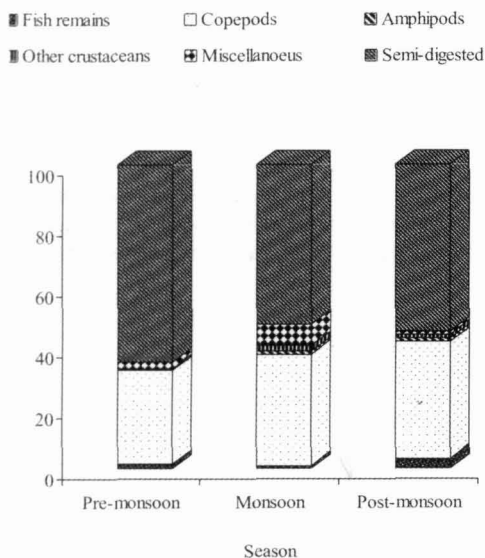 Fish remains Copepods Amphipods
Other crustaceans Miscellanoeus Semi-digested
100
80
60
40
20
0
Pre-monsoon Monsoon Post-monsoon
Season